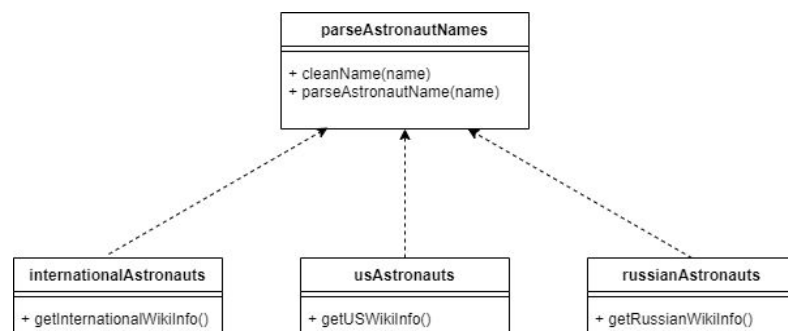 parseAstronautNames
+ cleanName(name)
+ parseAstronautName(name)
internationalAstronauts
+ getInternationalWikiInfo()
usAstronauts
+ getUSWikiInfo()
russianAstronauts
+ getRussianWikiInfo()